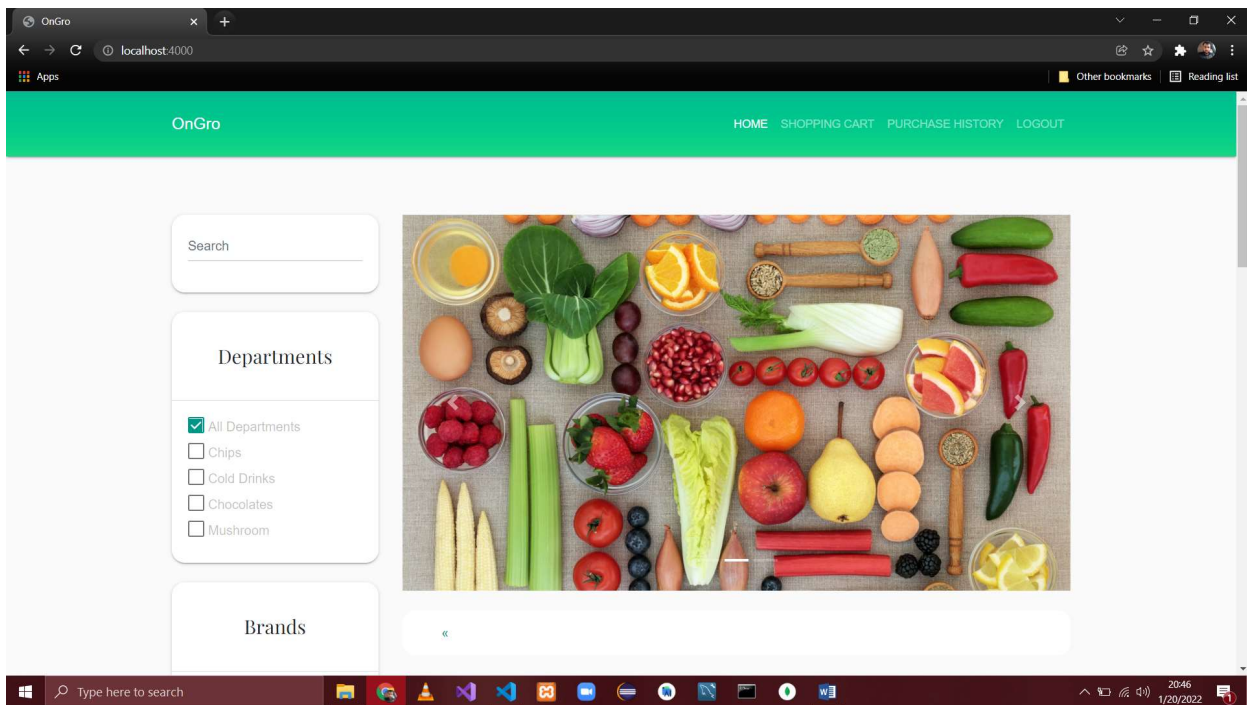 OnGro
localhost:4000
Apps
Other bookmarks
Reading list
OnGro
HOME SHOPPING CART PURCHASE HISTORY LOGOUT
Search
Departments
All Departments
Chips
Cold Drinks
Chocolates
Mushroom
Brands
«
Type here to search
20:46
1/20/2022
1